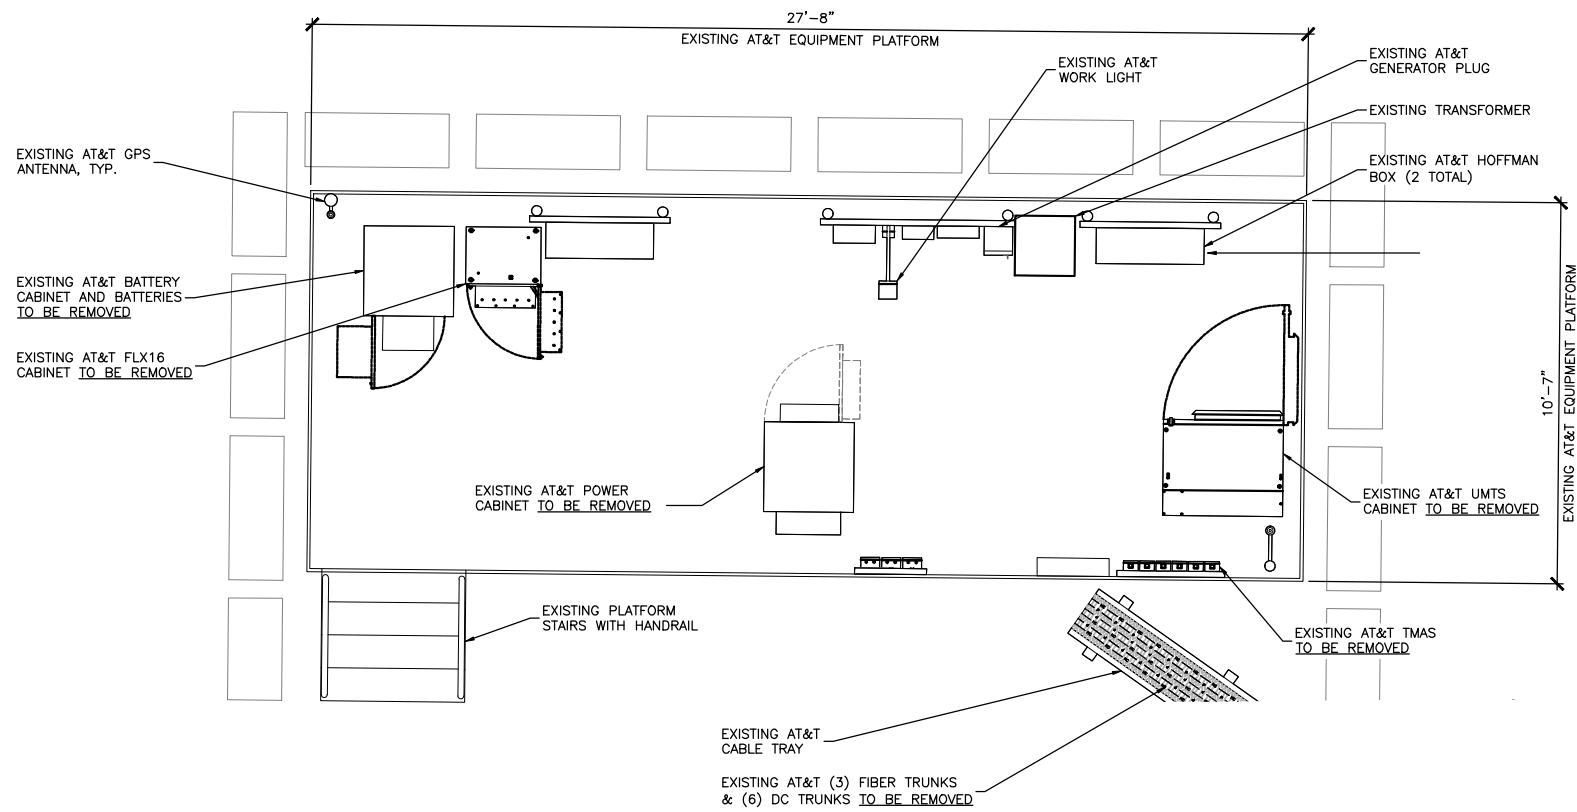 27'-8"
EXISTING AT&T EQUIPMENT PLATFORM
EXISTING AT&T
WORK LIGHT
EXISTING AT&T
GENERATOR PLUG
EXISTING TRANSFORMER
EXISTING AT&T HOFFMAN
BOX (2 TOTAL)
EXISTING AT&T GPS
ANTENNA, TYP.
EXISTING AT&T BATTERY
CABINET AND BATTERIES
TO BE REMOVED
EXISTING AT&T FLX16
CABINET TO BE REMOVED
10'-7"
EXISTING AT&T EQUIPMENT PLATFORM
EXISTING AT&T POWER
CABINET TO BE REMOVED
EXISTING AT&T UMTS
CABINET TO BE REMOVED
EXISTING PLATFORM
STAIRS WITH HANDRAIL
EXISTING AT&T TMAS
TO BE REMOVED
EXISTING AT&T
CABLE TRAY
EXISTING AT&T (3) FIBER TRUNKS
& (6) DC TRUNKS TO BE REMOVED